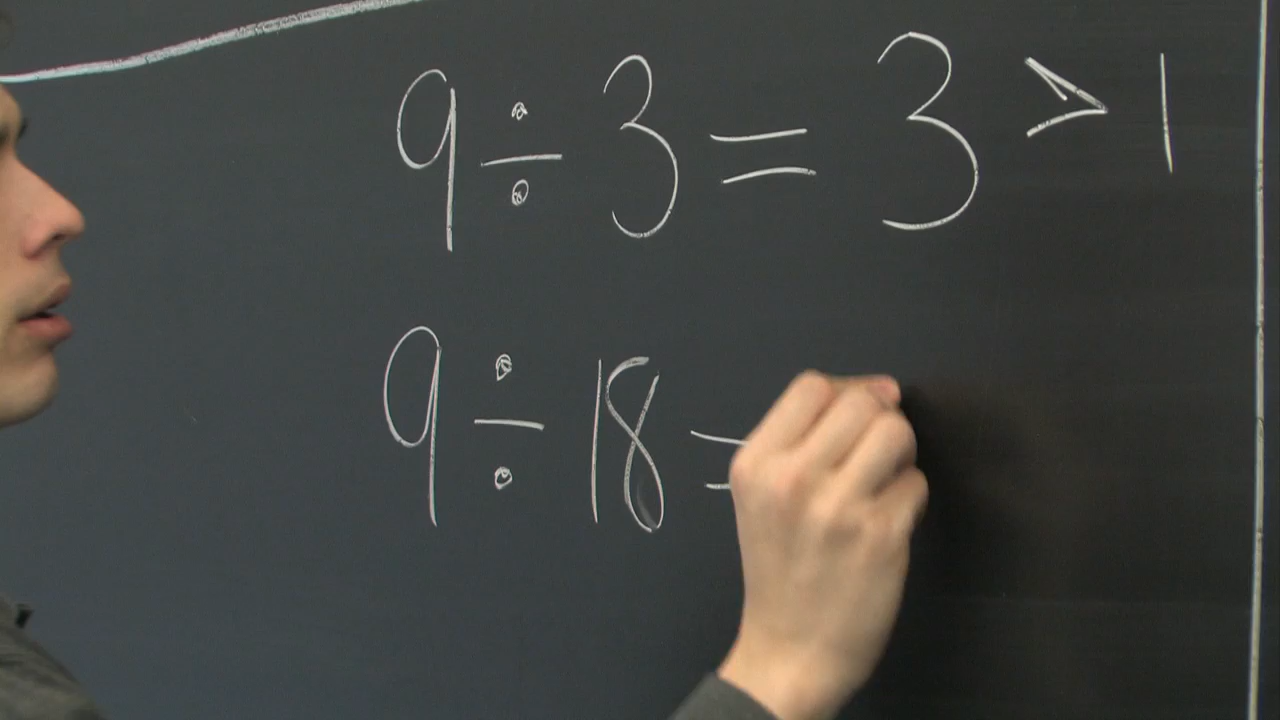 9 ÷ 3 = 3 > 1
9 ÷ 18 =